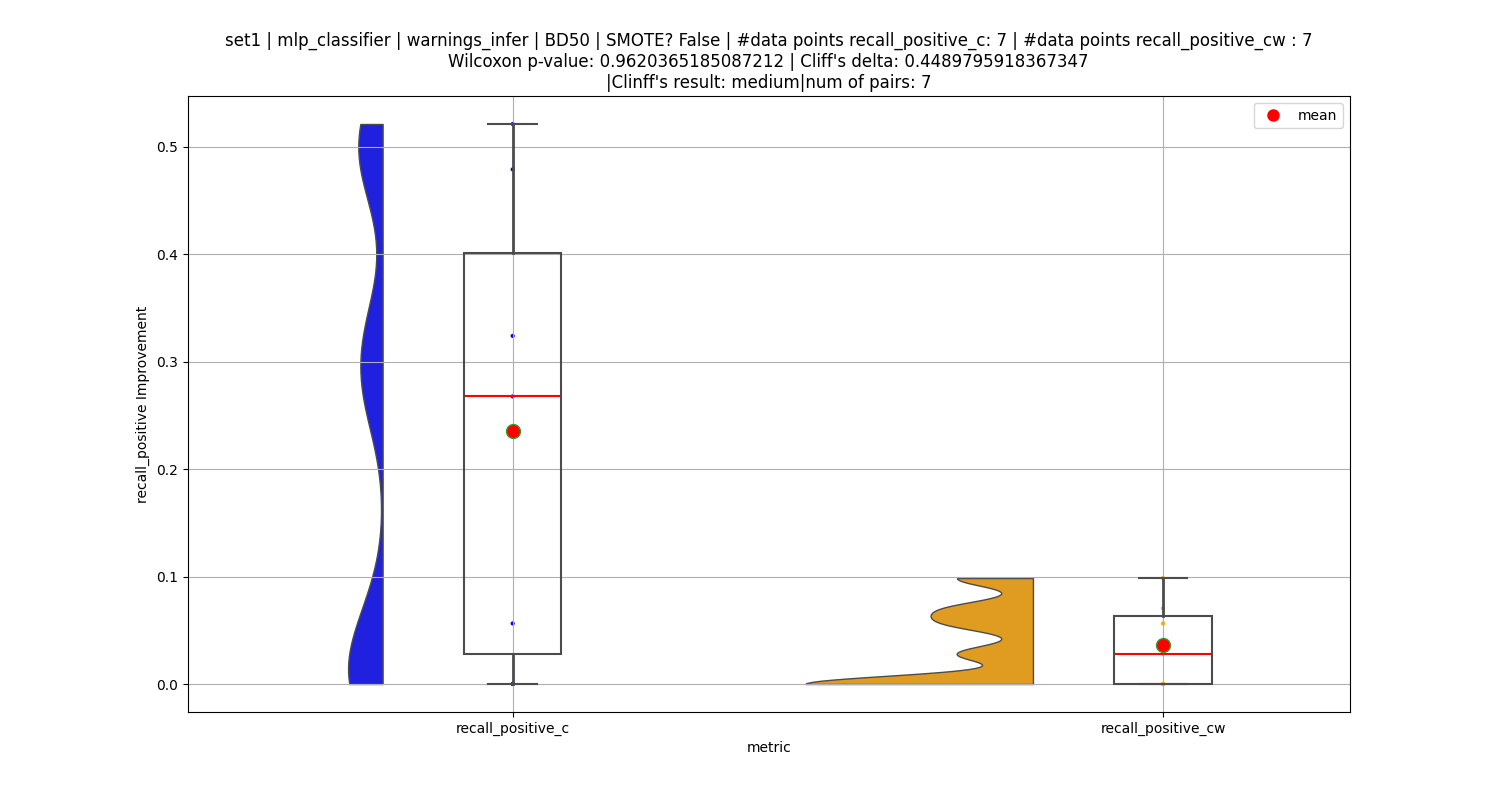 set1 | mlp_classifier | warnings_infer | BD50 | SMOTE? False | #data points recall_positive_c: 7 | #data points recall_positive_cw : 7
Wilcoxon p-value: 0.9620365185087212 | Cliff's delta: 0.4489795918367347
|Clinff's result: medium|num of pairs: 7
mean
0.5
0.4
0.3
0.2
0.1
0.0
recall_positive Improvement
recall_positive_c
recall_positive_cw
metric